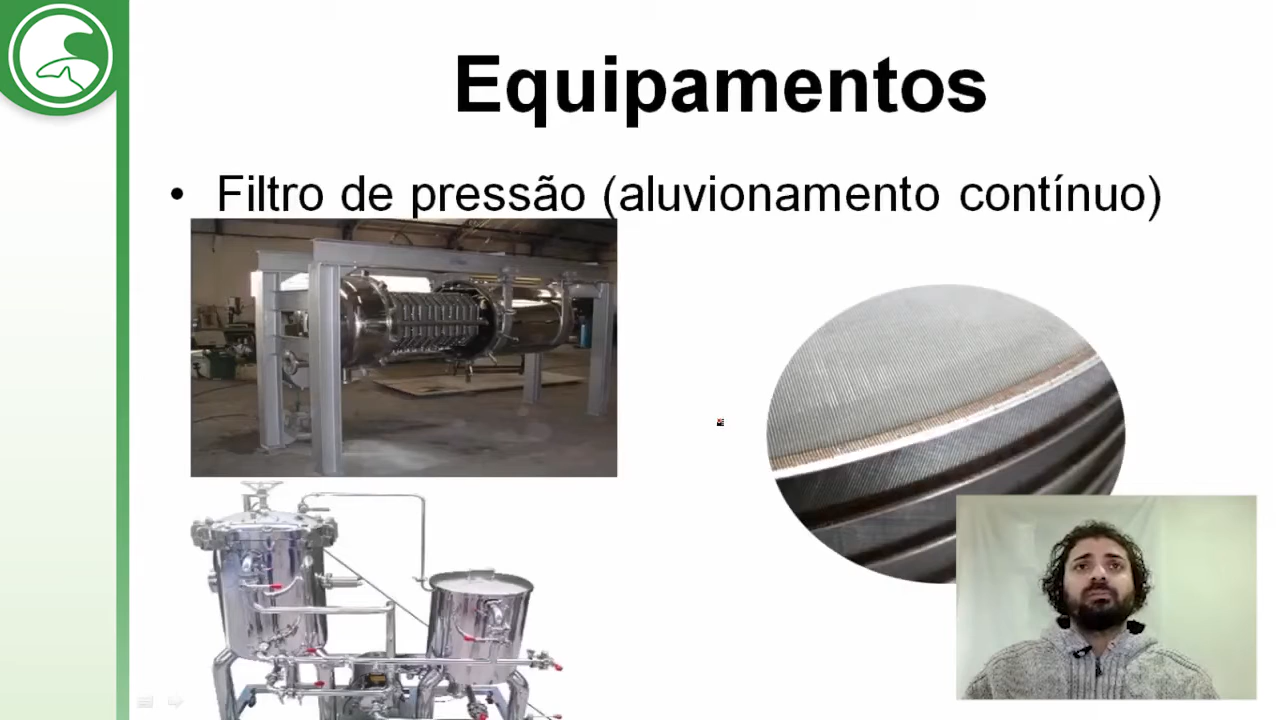 Equipamentos
• Filtro de pressão (aluvionamento contínuo)